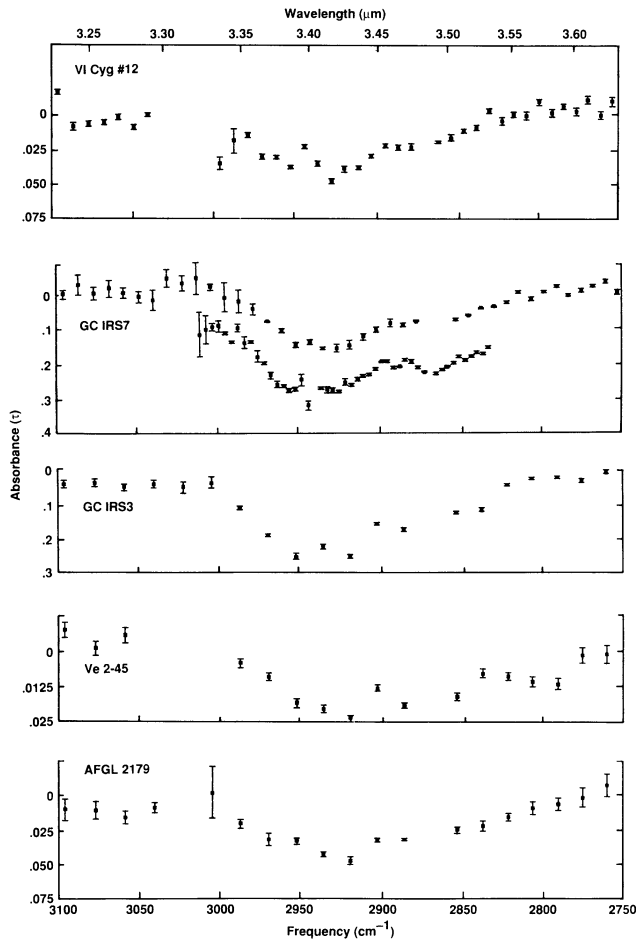 Wavelength (μm)
3.25 3.30 3.35 3.40 3.45 3.50 3.55 3.60
VI Cyg #12
0
.025
.050
.075
GC IRS7
0
.1
.2
.3
.4
Absorbance (τ)
GC IRS3
0
.1
.2
.3
Ve 2-45
0
.0125
.025
AFGL 2179
0
.025
.050
.075
3100 3050 3000 2950 2900 2850 2800 2750
Frequency (cm⁻¹)